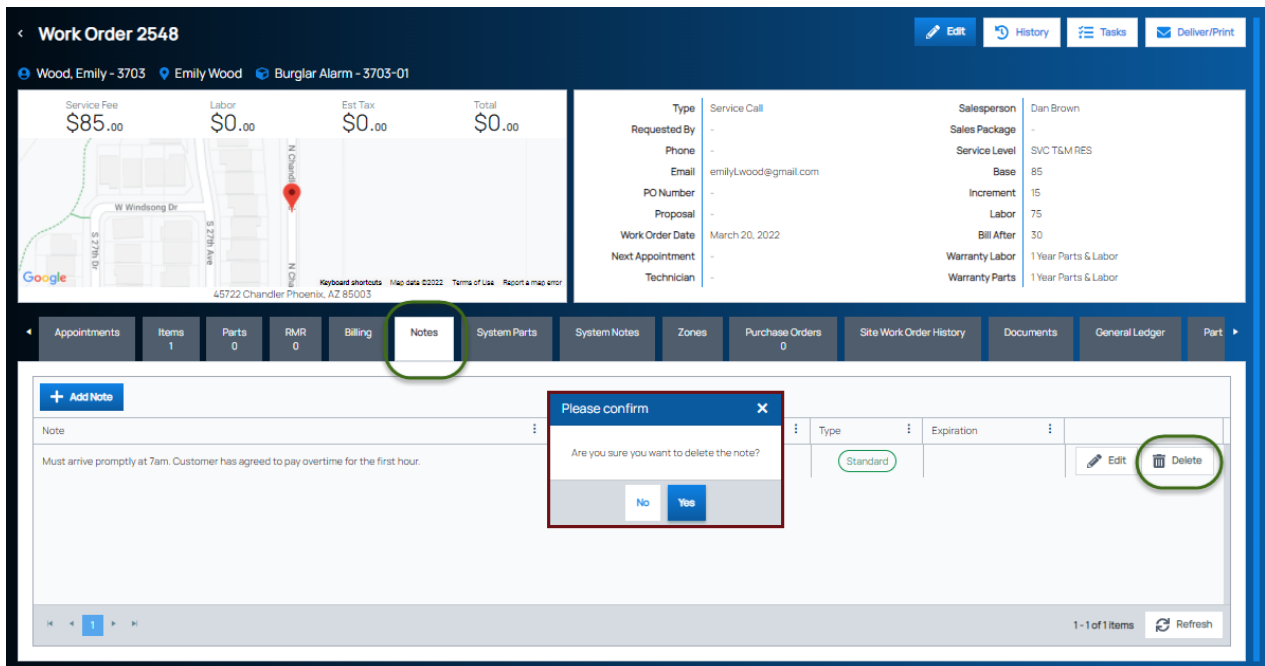 Work Order 2548
Edit
History
Tasks
Deliver/Print
Wood, Emily - 3703 Emily Wood Burglar Alarm - 3703-01
Service Fee Labor Est Tax Total
$85.00 $0.00 $0.00 $0.00
N Chandl
W Windsong Dr
S 27th Dr
S 27th Ave
N Cha
Google
Keyboard shortcuts Map data ©2022 Terms of Use Report a map error
45722 Chandler Phoenix, AZ 85003
Type Service Call
Requested By -
Phone -
Email emilyLwood@gmail.com
PO Number -
Proposal -
Work Order Date March 20, 2022
Next Appointment -
Technician -
Salesperson Dan Brown
Sales Package -
Service Level SVC T&M RES
Base 85
Increment 15
Labor 75
Bill After 30
Warranty Labor 1 Year Parts & Labor
Warranty Parts 1 Year Parts & Labor
Appointments
Items 1
Parts 0
RMR 0
Billing
Notes
System Parts
System Notes
Zones
Purchase Orders 0
Site Work Order History
Documents
General Ledger
Part
+ Add Note
Note Type Expiration
Must arrive promptly at 7am. Customer has agreed to pay overtime for the first hour.
Standard
Edit
Delete
Please confirm
Are you sure you want to delete the note?
No Yes
1
1 - 1 of 1 items
Refresh